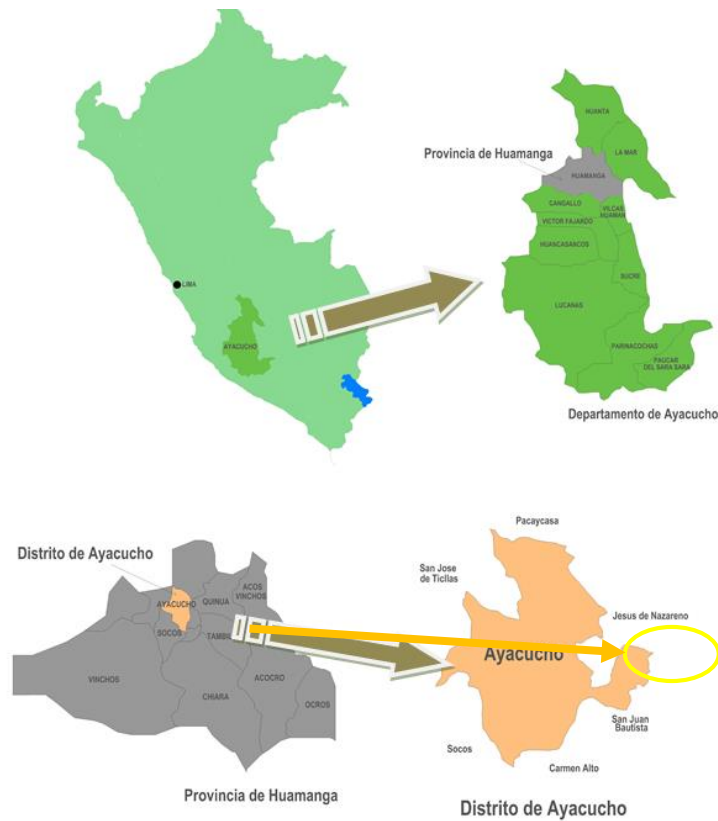 HUANTA
LA MAR
Provincia de Huamanga
HUAMANGA
CANGALLO
VILCAS
HUAMAN
VICTOR FAJARDO
HUANCASANCOS
LIMA
SUCRE
LUCANAS
AYACUCHO
PARINACOCHAS
PAUCAR
DEL SARA SARA
Departamento de Ayacucho
Pacaycasa
Distrito de Ayacucho
San Jose
de Ticllas
ACOS
VINCHOS
AYACUCHO
QUINUA
Jesus de Nazareno
SOCOS
TAMBO
Ayacucho
VINCHOS
ACOCRO
CHIARA
OCROS
San Juan
Bautista
Socos
Carmen Alto
Provincia de Huamanga
Distrito de Ayacucho